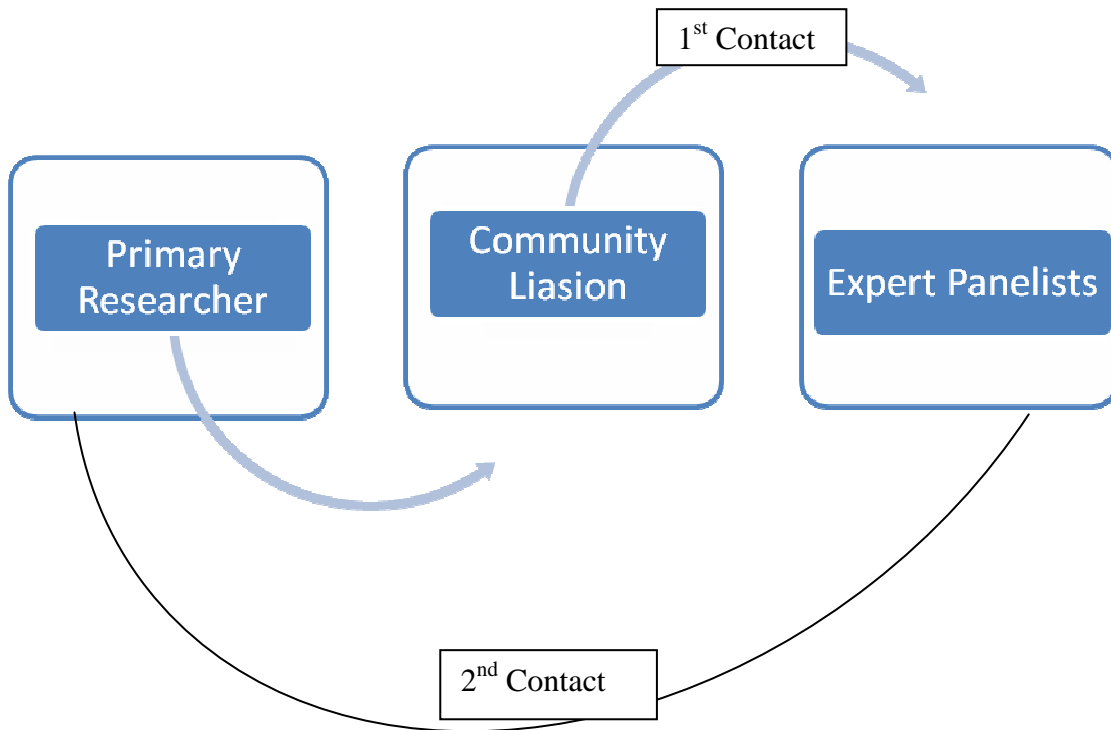 1st Contact
Primary
Researcher
Community
Liasion
Expert Panelists
2nd Contact